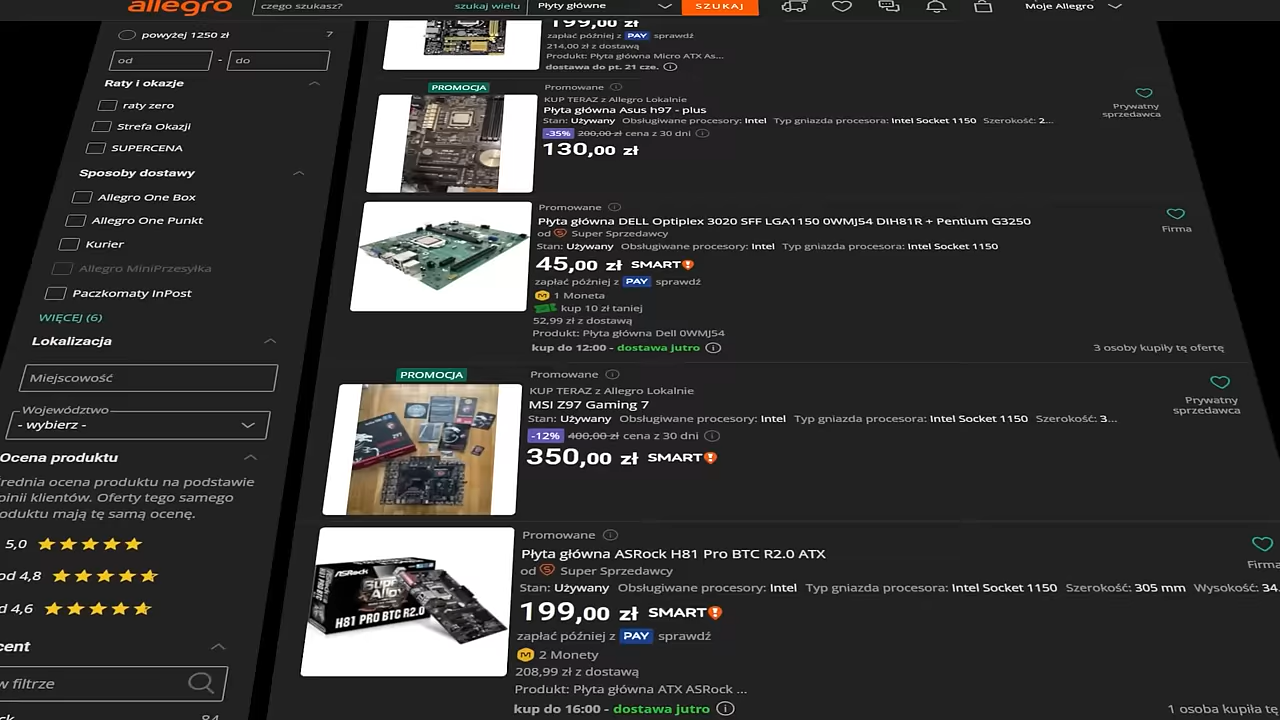 allegro
czego szukasz?
szukaj wielu
Płyty główne
SZUKAJ
Moje Allegro
powyżej 1250 zł
7
od
-
do
Raty i okazje
raty zero
Strefa Okazji
SUPERCENA
Sposoby dostawy
Allegro One Box
Allegro One Punkt
Kurier
Allegro MiniPrzesyłka
Paczkomaty InPost
WIĘCEJ (6)
Lokalizacja
Miejscowość
Województwo
- wybierz -
Ocena produktu
rednia ocena produktu na podstawie
pinii klientów. Oferty tego samego
oduktu mają tę samą ocenę.
5,0
od 4,8
d 4,6
cent
w filtrze
84
199,00 zł
zapłać później z PAY sprawdź
214,00 zł z dostawą
Produkt: Płyta główna Micro ATX As...
dostawa do pt. 21 cze.
PROMOCJA
Promowane
KUP TERAZ z Allegro Lokalnie
Płyta główna Asus h97 - plus
Stan: Używany Obsługiwane procesory: Intel Typ gniazda procesora: Intel Socket 1150 Szerokość: 2...
-35% 200,00 zł cena z 30 dni
130,00 zł
Prywatny
sprzedawca
Promowane
Płyta główna DELL Optiplex 3020 SFF LGA1150 0WMJ54 DIH81R + Pentium G3250
od Super Sprzedawcy
Stan: Używany Obsługiwane procesory: Intel Typ gniazda procesora: Intel Socket 1150
45,00 zł SMART!
zapłać później z PAY sprawdź
1 Moneta
kup 10 zł taniej
52,99 zł z dostawą
Produkt: Płyta główna Dell 0WMJ54
kup do 12:00 - dostawa jutro
Firma
3 osoby kupiły tę ofertę
PROMOCJA
Promowane
KUP TERAZ z Allegro Lokalnie
MSI Z97 Gaming 7
Stan: Używany Obsługiwane procesory: Intel Typ gniazda procesora: Intel Socket 1150 Szerokość: 3...
-12% 400,00 zł cena z 30 dni
350,00 zł SMART!
Prywatny
sprzedawca
ASRock
Super
Alloy
H81 PRO BTC R2.0
Promowane
Płyta główna ASRock H81 Pro BTC R2.0 ATX
od Super Sprzedawcy
Stan: Używany Obsługiwane procesory: Intel Typ gniazda procesora: Intel Socket 1150 Szerokość: 305 mm Wysokość: 34.
199,00 zł SMART!
zapłać później z PAY sprawdź
2 Monety
208,99 zł z dostawą
Produkt: Płyta główna ATX ASRock ...
kup do 16:00 - dostawa jutro
Firma
1 osoba kupiła tę